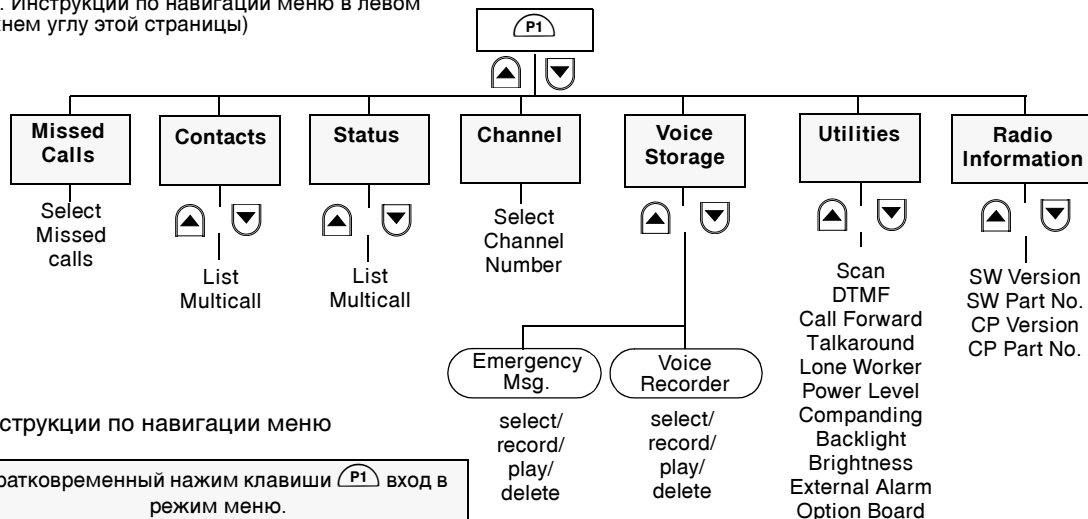 Инструкции по навигации меню в левом
углу этой страницы)
P1
Missed
Calls
Contacts
Status
Channel
Voice
Storage
Utilities
Radio
Information
Select
Missed
calls
List
Multicall
List
Multicall
Select
Channel
Number
Scan
DTMF
Call Forward
Talkaround
Lone Worker
Power Level
Companding
Backlight
Brightness
External Alarm
Option Board
SW Version
SW Part No.
CP Version
CP Part No.
Emergency
Msg.
Voice
Recorder
select/
record/
play/
delete
select/
record/
play/
delete
струкции по навигации меню
ратковременный нажим клавиши P1 вход в
режим меню.